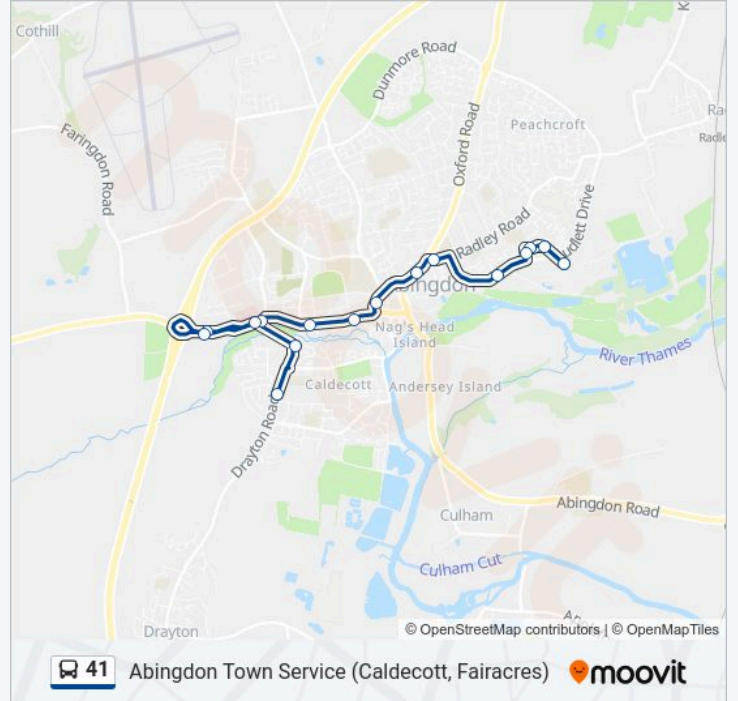 Cothill
Dunmore Road
K
Peachcroft
Faringdon Road
Oxford Road
Ra
Radle
Radley Road
udlett Drive
bingdon
Nag's Head
Island
River Thames
Caldecott
Andersey Island
Drayton Road
Abingdon Road
Culham
Culham Cut
Drayton
© OpenStreetMap contributors | © OpenMapTiles
41 Abingdon Town Service (Caldecott, Fairacres) moovit